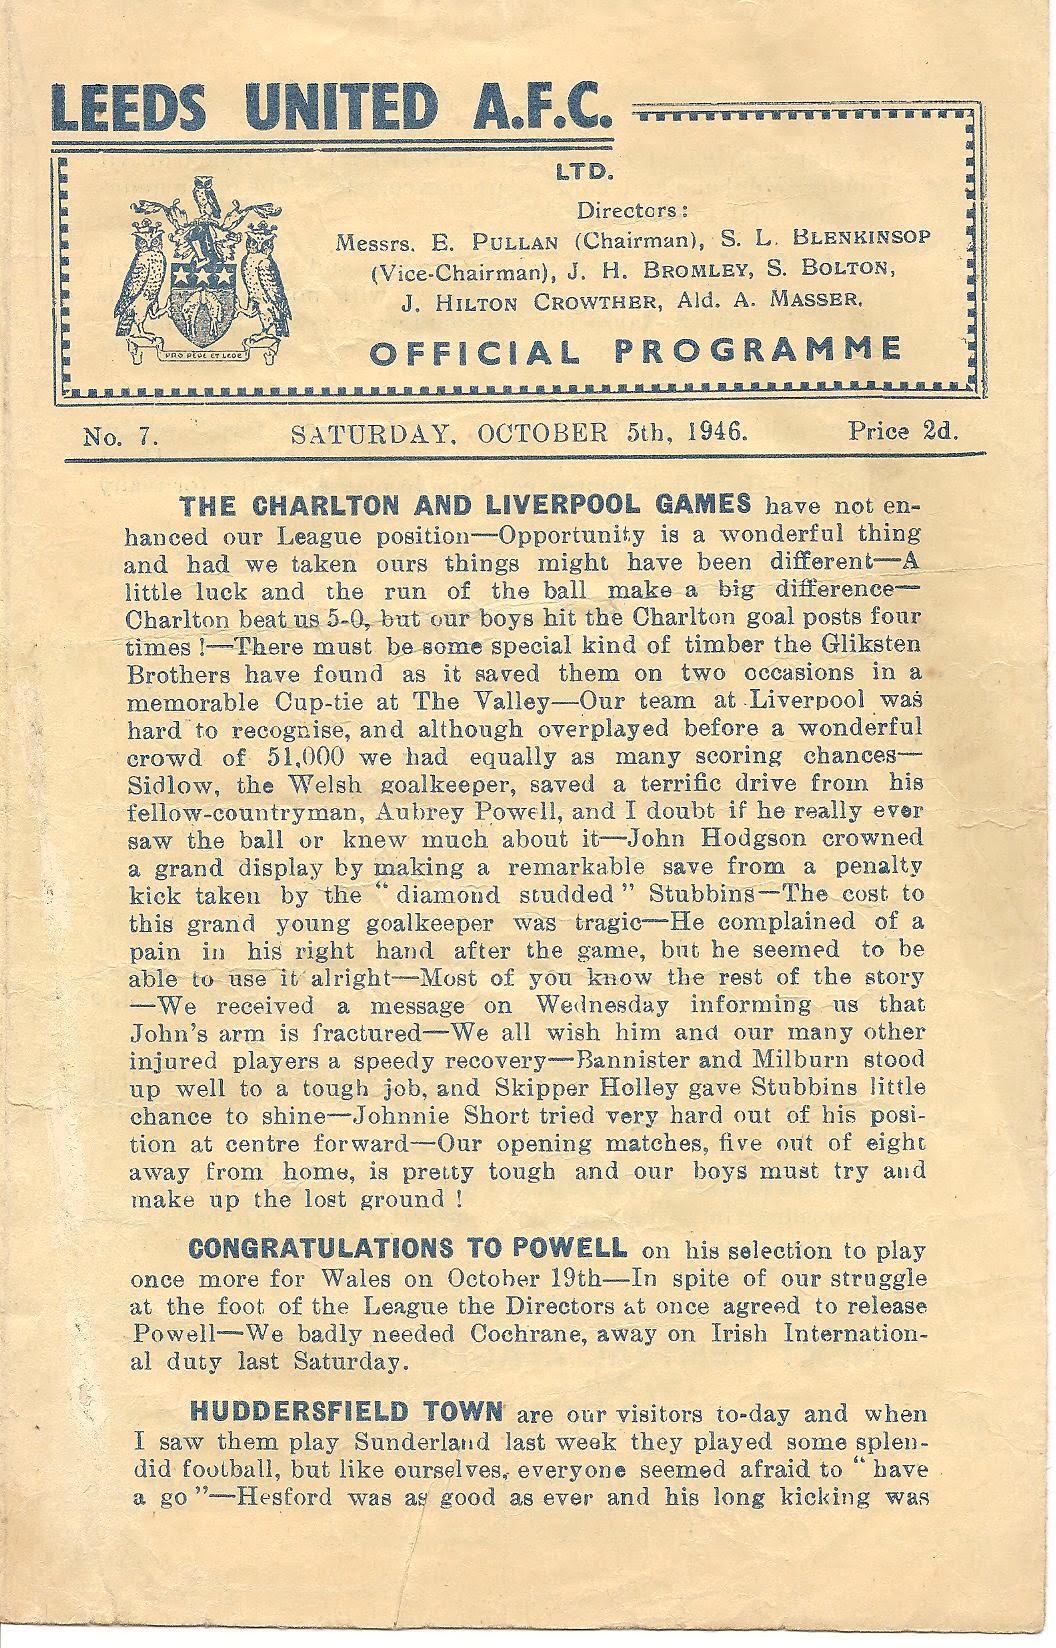 LEEDS UNITED A.F.C.
LTD.
Directors:
Messrs. E. PULLAN (Chairman), S. L. BLENKINSOP
(Vice-Chairman), J. H. BROMLEY, S. BOLTON,
J. HILTON CROWTHER, Ald. A. MASSER.
PRO REGE ET LEGE
OFFICIAL PROGRAMME
No. 7. SATURDAY, OCTOBER 5th, 1946. Price 2d.
THE CHARLTON AND LIVERPOOL GAMES have not en-
hanced our League position—Opportunity is a wonderful thing
and had we taken ours things might have been different—A
little luck and the run of the ball make a big difference—
Charlton beat us 5-0, but our boys hit the Charlton goal posts four
times !—There must be some special kind of timber the Gliksten
Brothers have found as it saved them on two occasions in a
memorable Cup-tie at The Valley—Our team at Liverpool was
hard to recognise, and although overplayed before a wonderful
crowd of 51,000 we had equally as many scoring chances—
Sidlow, the Welsh goalkeeper, saved a terrific drive from his
fellow-countryman, Aubrey Powell, and I doubt if he really ever
saw the ball or knew much about it—John Hodgson crowned
a grand display by making a remarkable save from a penalty
kick taken by the “ diamond studded ” Stubbins—The cost to
this grand young goalkeeper was tragic—He complained of a
pain in his right hand after the game, but he seemed to be
able to use it alright—Most of you know the rest of the story
—We received a message on Wednesday informing us that
John's arm is fractured—We all wish him and our many other
injured players a speedy recovery—Bannister and Milburn stood
up well to a tough job, and Skipper Holley gave Stubbins little
chance to shine—Johnnie Short tried very hard out of his posi-
tion at centre forward—Our opening matches, five out of eight
away from home, is pretty tough and our boys must try and
make up the lost ground !
CONGRATULATIONS TO POWELL on his selection to play
once more for Wales on October 19th—In spite of our struggle
at the foot of the League the Directors at once agreed to release
Powell—We badly needed Cochrane, away on Irish Internation-
al duty last Saturday.
HUDDERSFIELD TOWN are our visitors to-day and when
I saw them play Sunderland last week they played some splen-
did football, but like ourselves, everyone seemed afraid to “ have
a go ”—Hesford was as good as ever and his long kicking was